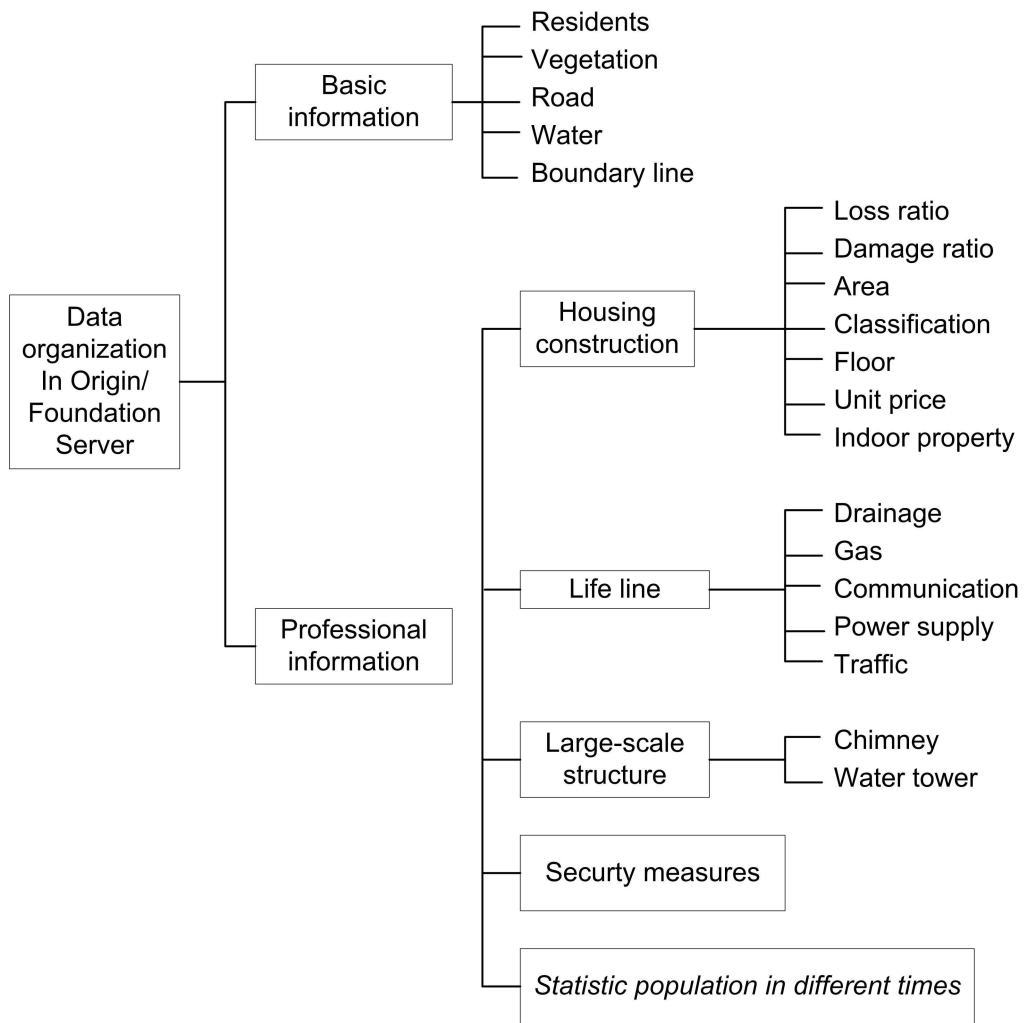 Data
organization
In Origin/
Foundation
Server
Basic
information
Residents
Vegetation
Road
Water
Boundary line
Professional
information
Housing
construction
Loss ratio
Damage ratio
Area
Classification
Floor
Unit price
Indoor property
Life line
Drainage
Gas
Communication
Power supply
Traffic
Large-scale
structure
Chimney
Water tower
Securty measures
Statistic population in different times